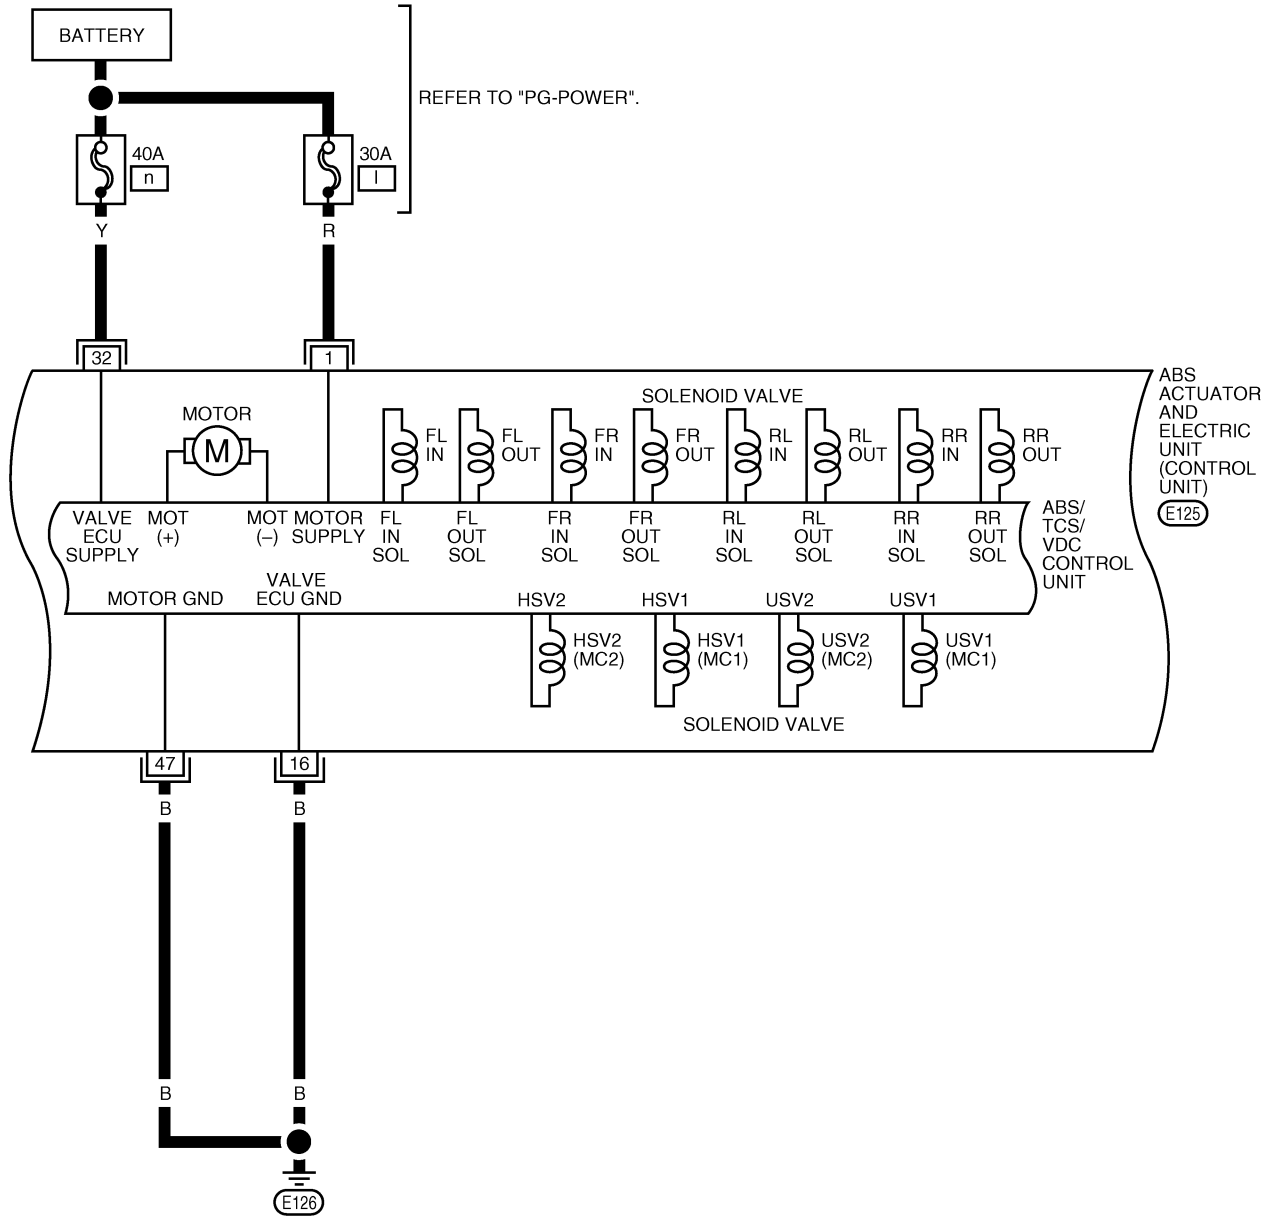 BATTERY
REFER TO "PG-POWER".
40A
n
30A
l
Y
R
32
1
ABS
ACTUATOR
AND
ELECTRIC
UNIT
(CONTROL
UNIT)
E125
SOLENOID VALVE
MOTOR
M
FL
IN
FL
OUT
FR
IN
FR
OUT
RL
IN
RL
OUT
RR
IN
RR
OUT
VALVE
ECU
SUPPLY
MOT
(+)
MOT
(–)
MOTOR
SUPPLY
FL
IN
SOL
FL
OUT
SOL
FR
IN
SOL
FR
OUT
SOL
RL
IN
SOL
RL
OUT
SOL
RR
IN
SOL
RR
OUT
SOL
ABS/
TCS/
VDC
CONTROL
UNIT
MOTOR GND
VALVE
ECU GND
HSV2
HSV1
USV2
USV1
HSV2
(MC2)
HSV1
(MC1)
USV2
(MC2)
USV1
(MC1)
SOLENOID VALVE
47
16
B
B
B
B
E126